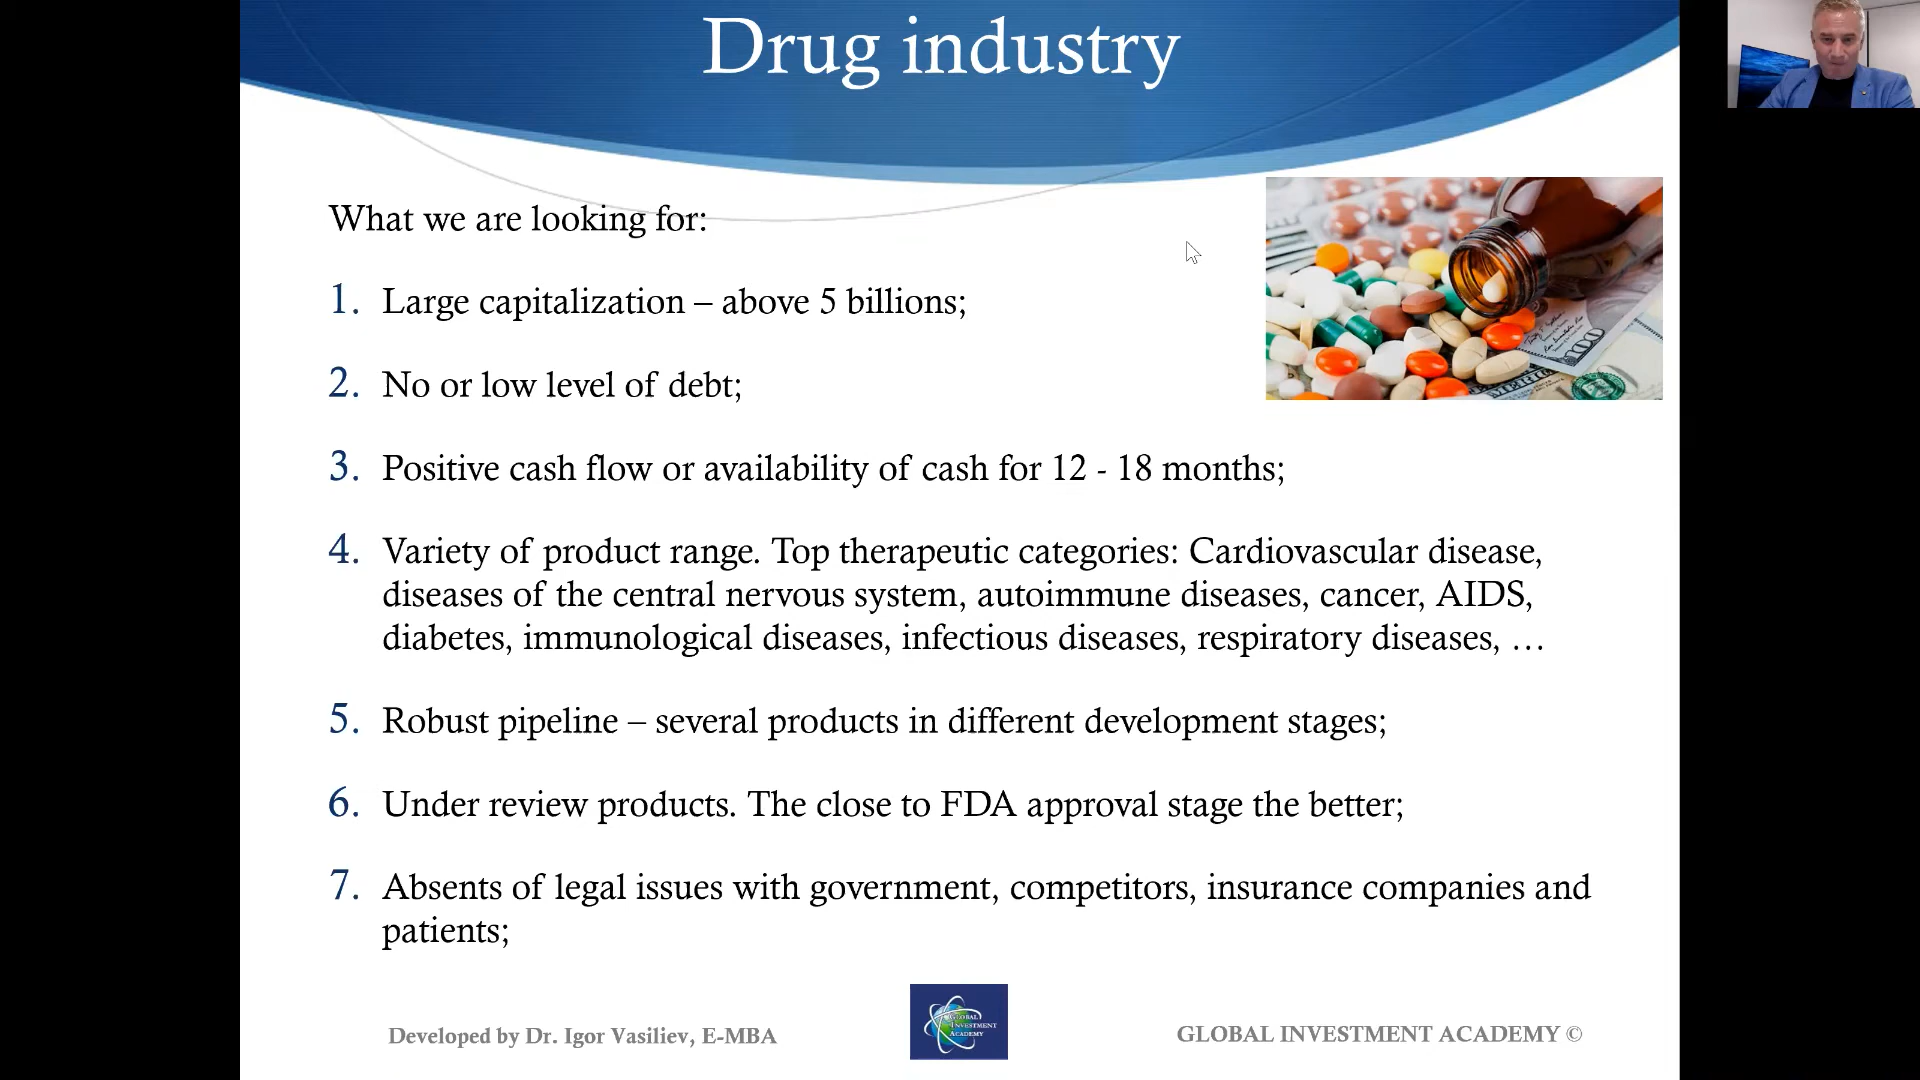 Drug industry
What we are looking for:
1. Large capitalization – above 5 billions;
2. No or low level of debt;
3. Positive cash flow or availability of cash for 12 - 18 months;
4. Variety of product range. Top therapeutic categories: Cardiovascular disease,
diseases of the central nervous system, autoimmune diseases, cancer, AIDS,
diabetes, immunological diseases, infectious diseases, respiratory diseases, …
5. Robust pipeline – several products in different development stages;
6. Under review products. The close to FDA approval stage the better;
7. Absents of legal issues with government, competitors, insurance companies and
patients;
Developed by Dr. Igor Vasiliev, E-MBA
GLOBAL
INVESTMENT
ACADEMY
GLOBAL INVESTMENT ACADEMY ©
100